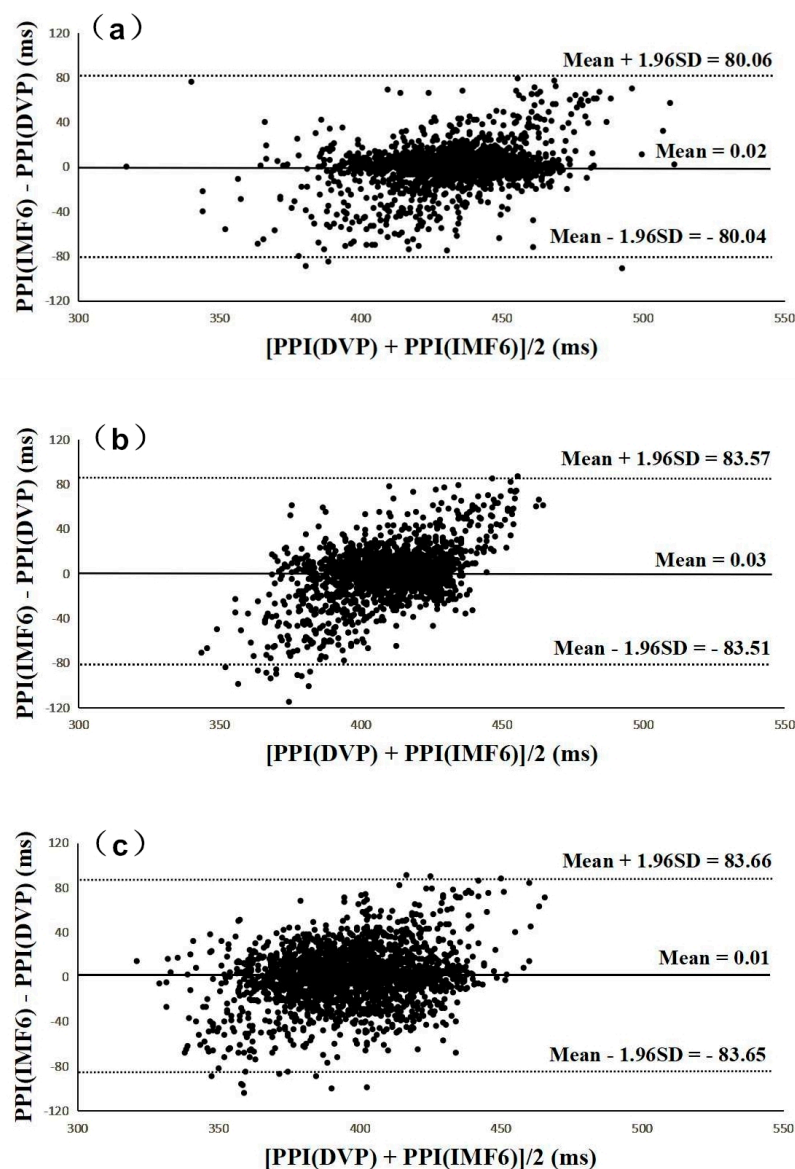 (a)
PPI(IMF6) - PPI(DVP) (ms)
120
80
40
0
-40
-80
-120
Mean + 1.96SD = 80.06
Mean = 0.02
Mean - 1.96SD = - 80.04
300 350 400 450 500 550
[PPI(DVP) + PPI(IMF6)]/2 (ms)
(b)
PPI(IMF6) - PPI(DVP) (ms)
120
80
40
0
-40
-80
-120
Mean + 1.96SD = 83.57
Mean = 0.03
Mean - 1.96SD = - 83.51
300 350 400 450 500 550
[PPI(DVP) + PPI(IMF6)]/2 (ms)
(c)
PPI(IMF6) - PPI(DVP) (ms)
120
80
40
0
-40
-80
-120
Mean + 1.96SD = 83.66
Mean = 0.01
Mean - 1.96SD = - 83.65
300 350 400 450 500 550
[PPI(DVP) + PPI(IMF6)]/2 (ms)